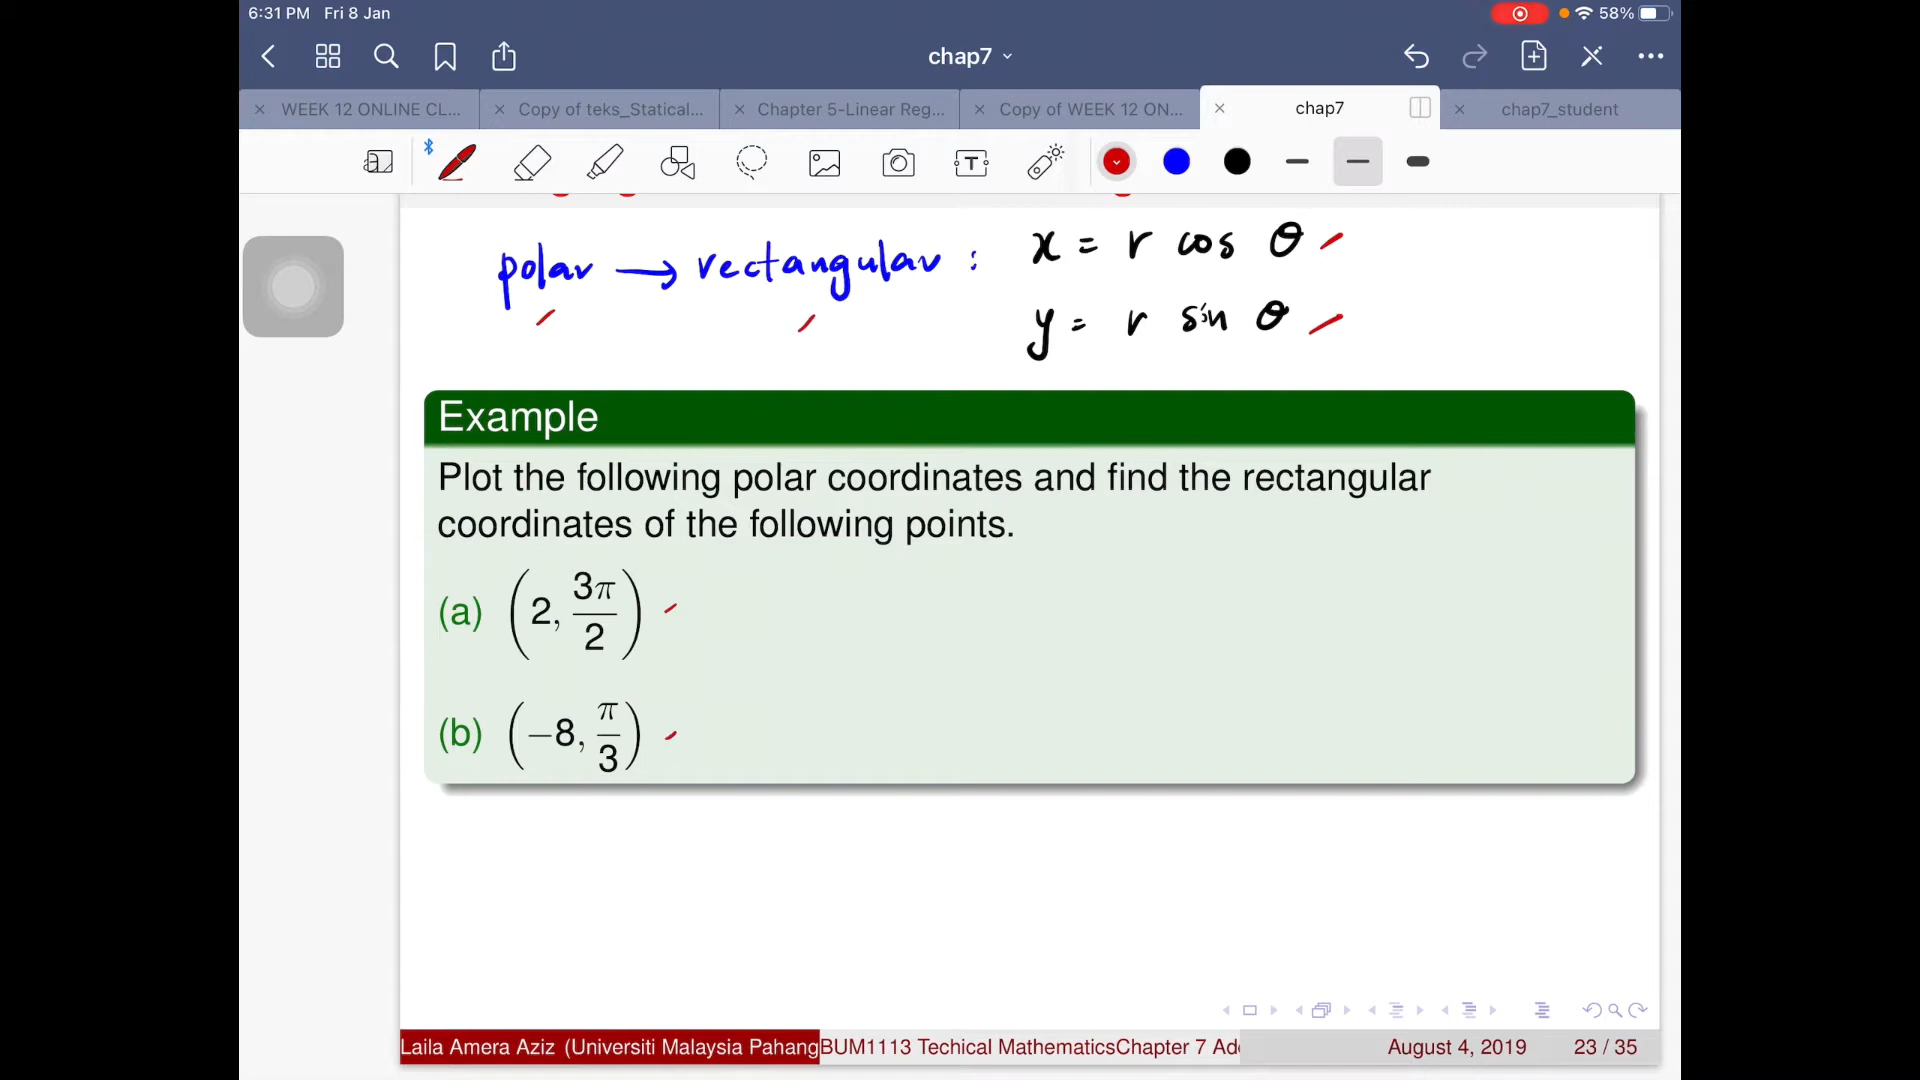 6:31 PM Fri 8 Jan
58%
chap7
WEEK 12 ONLINE CL...
Copy of teks_Statical...
Chapter 5-Linear Reg...
Copy of WEEK 12 ON...
chap7
chap7_student
polar → rectangular :
x = r cos θ
y = r sin θ
Example
Plot the following polar coordinates and find the rectangular
coordinates of the following points.
(a) (2, 3π/2)
(b) (−8, π/3)
Laila Amera Aziz (Universiti Malaysia Pahang
BUM1113 Techical MathematicsChapter 7 Ad
August 4, 2019
23 / 35